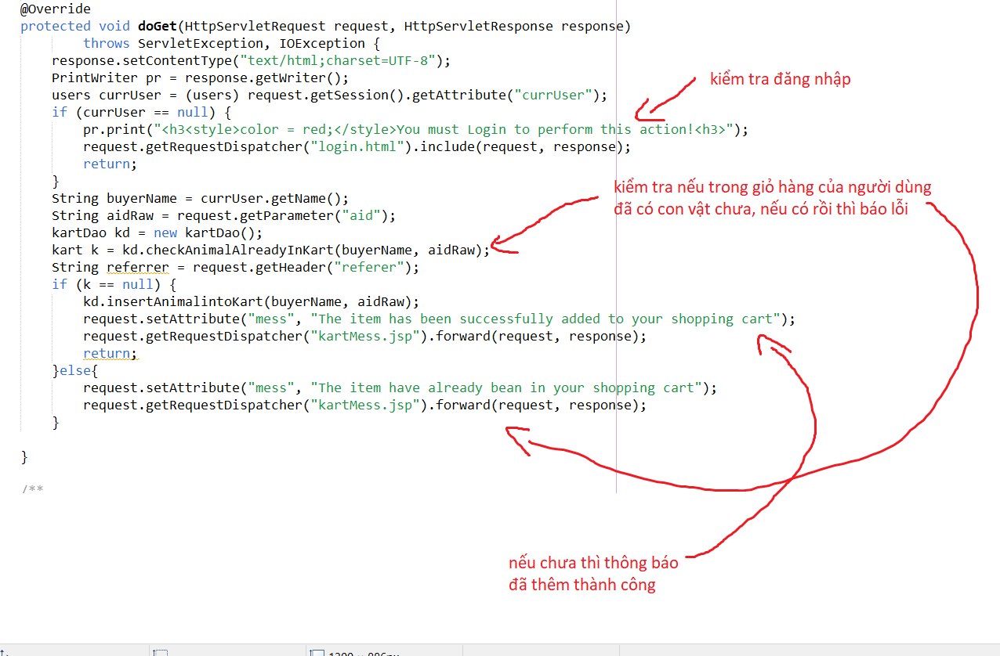 @Override
protected void doGet(HttpServletRequest request, HttpServletResponse response)
throws ServletException, IOException {
response.setContentType("text/html;charset=UTF-8");
PrintWriter pr = response.getWriter();
kiểm tra đăng nhập
users currUser = (users) request.getSession().getAttribute("currUser");
if (currUser == null) {
pr.print("<h3<style>color = red;</style>You must Login to perform this action!<h3>");
request.getRequestDispatcher("login.html").include(request, response);
return;
}
kiểm tra nếu trong giỏ hàng của người dùng
đã có con vật chưa, nếu có rồi thì báo lỗi
String buyerName = currUser.getName();
String aidRaw = request.getParameter("aid");
kartDao kd = new kartDao();
kart k = kd.checkAnimalAlreadyInKart(buyerName, aidRaw);
String referrer = request.getHeader("referer");
if (k == null) {
kd.insertAnimalintoKart(buyerName, aidRaw);
request.setAttribute("mess", "The item has been successfully added to your shopping cart");
request.getRequestDispatcher("kartMess.jsp").forward(request, response);
return;
}else{
request.setAttribute("mess", "The item have already bean in your shopping cart");
request.getRequestDispatcher("kartMess.jsp").forward(request, response);
}
}
/**
nếu chưa thì thông báo
đã thêm thành công